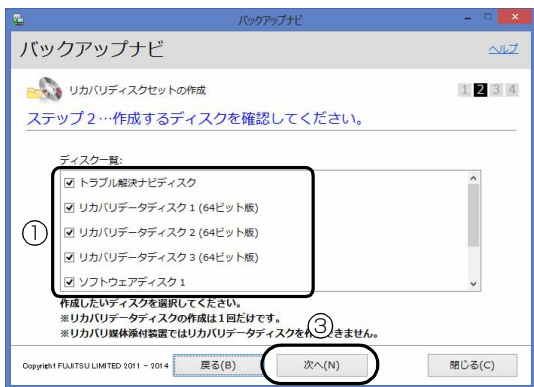 バックアップナビ
バックアップナビ
ヘルプ
リカバリディスクセットの作成
1 2 3 4
ステップ2…作成するディスクを確認してください。
ディスク一覧:
トラブル解決ナビディスク
リカバリデータディスク1(64ビット版)
①
リカバリデータディスク2(64ビット版)
リカバリデータディスク3(64ビット版)
ソフトウェアディスク1
作成したいディスクを選択してください。
※リカバリディスクの作成は1回だけです。
※リカバリ媒体添付装置ではリカバリデータディスクを作
できません。
③
Copyright FUJITSU LIMITED 2011 - 2014
戻る(B)
次へ(N)
閉じる(C)